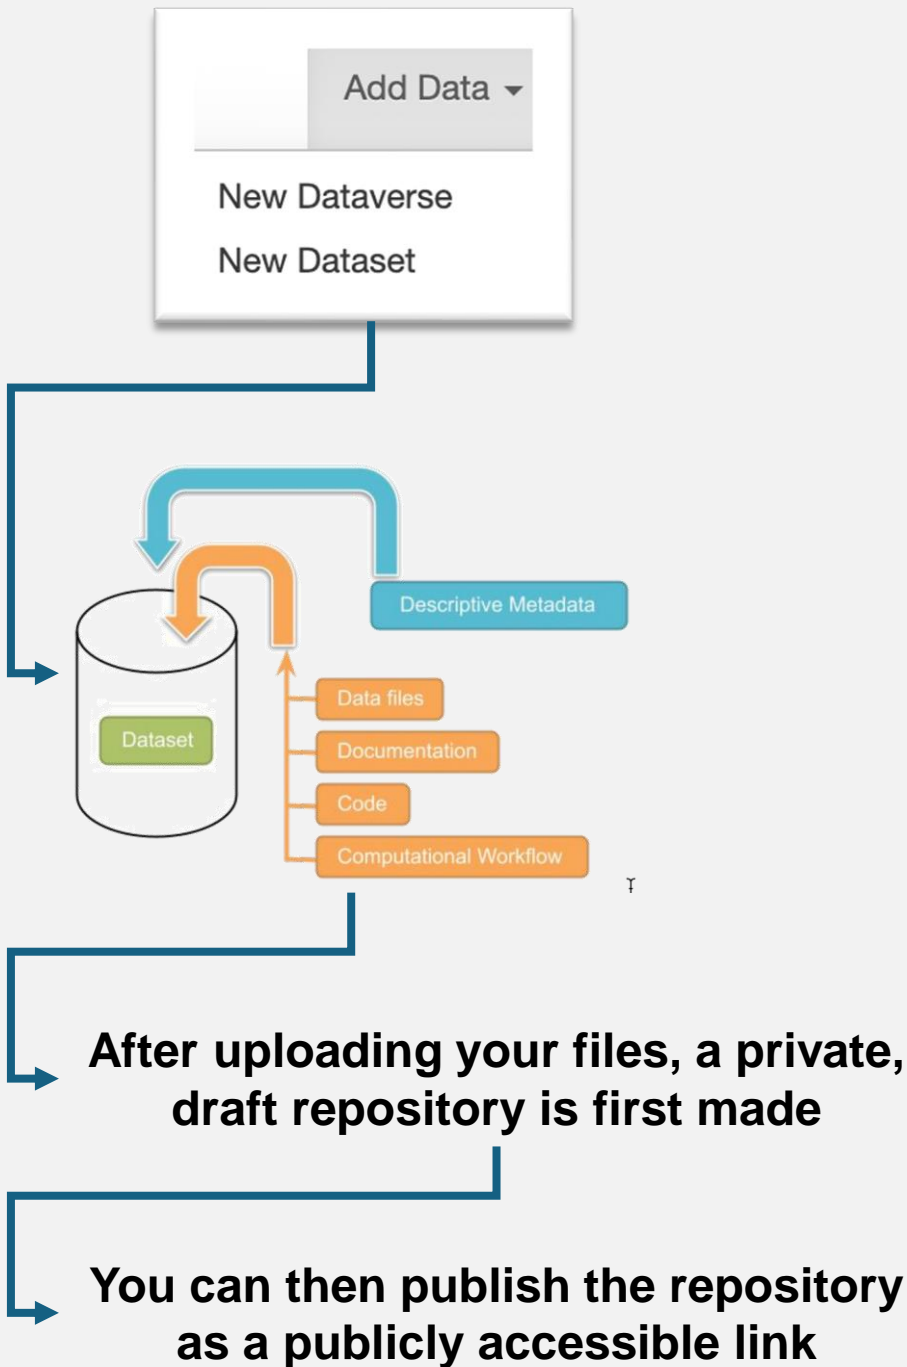 Add Data
New Dataverse
New Dataset
Descriptive Metadata
Data files
Dataset
Documentation
Code
Computational Workflow
After uploading your files, a private,
draft repository is first made
You can then publish the repository
as a publicly accessible link